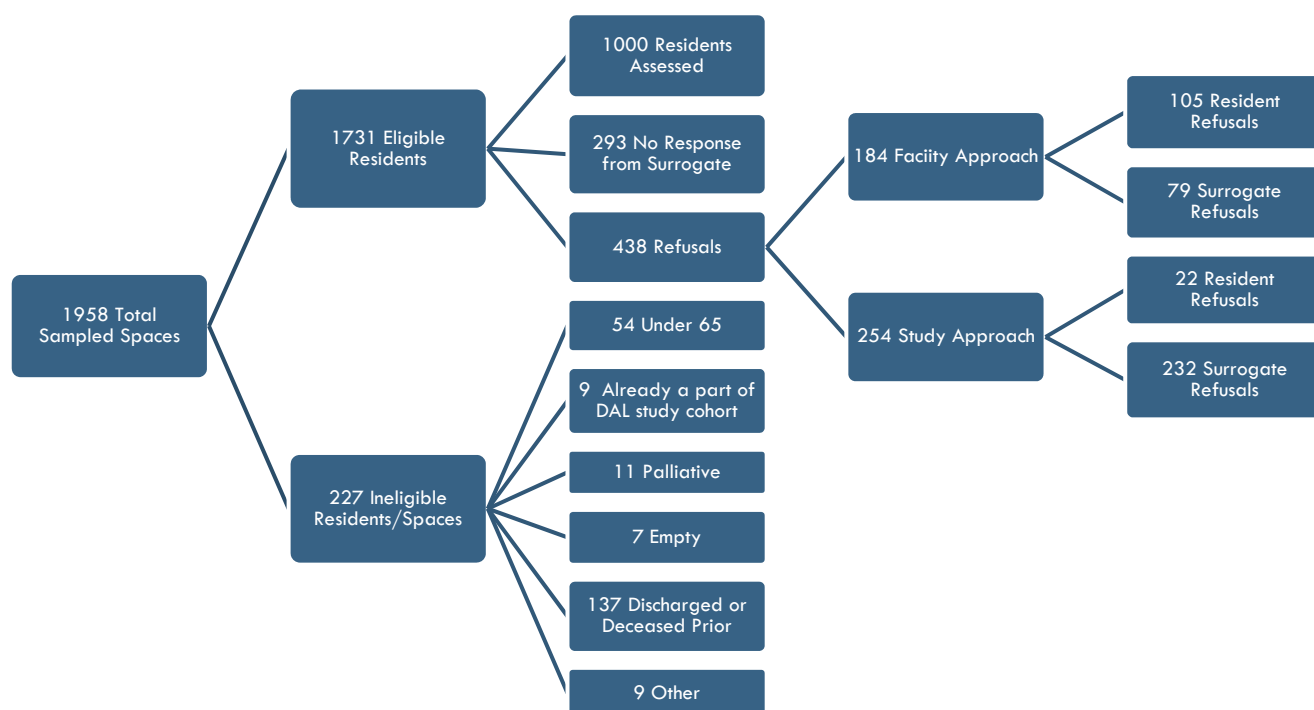 1958 Total
Sampled Spaces
1731 Eligible
Residents
1000 Residents
Assessed
293 No Response
from Surrogate
438 Refusals
184 Faciity Approach
105 Resident
Refusals
79 Surrogate
Refusals
254 Study Approach
22 Resident
Refusals
232 Surrogate
Refusals
227 Ineligible
Residents/Spaces
54 Under 65
9 Already a part of
DAL study cohort
11 Palliative
7 Empty
137 Discharged or
Deceased Prior
9 Other